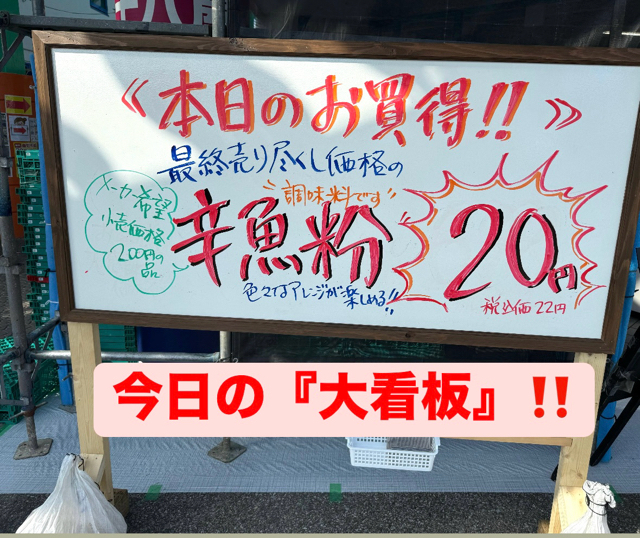 《本日のお買得!!》
最終売り尽くし価格の
"調味料です"
メーカー希望
小売価格
200円の
品
辛魚粉
20円
色々なアレンジが楽しめる!!
税込価22円
今日の『大看板』!!